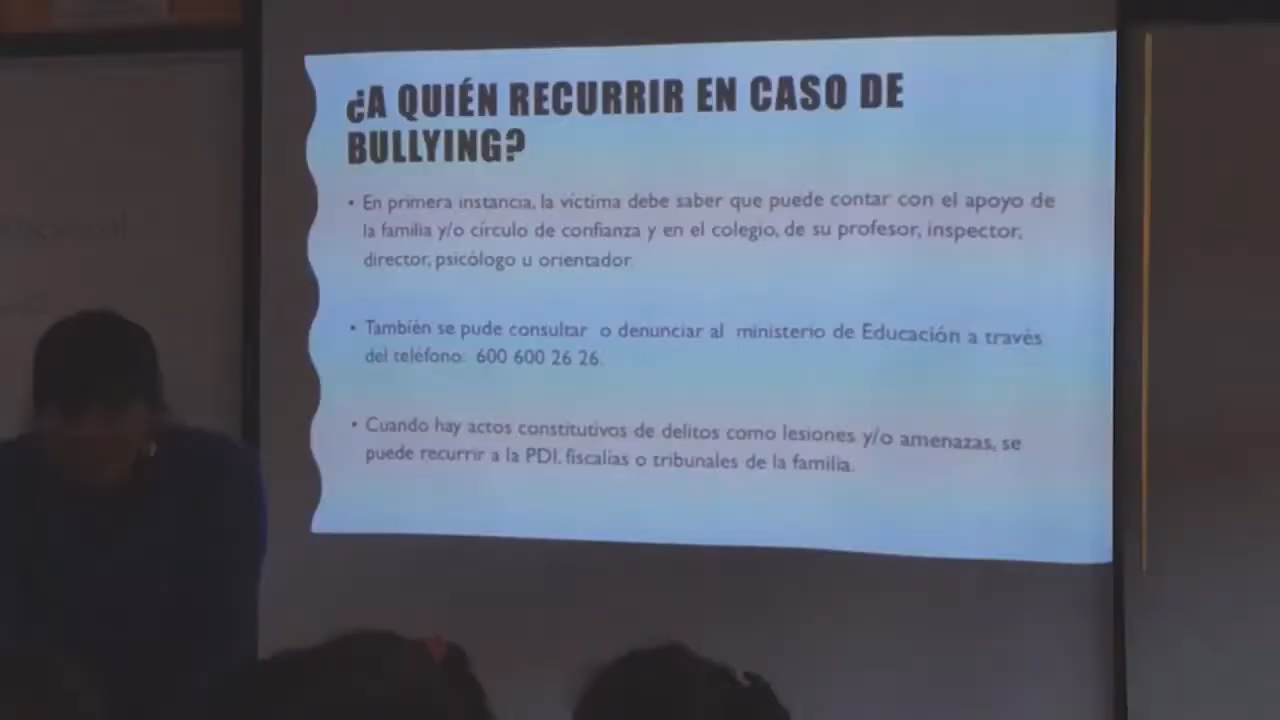 ¿A QUIÉN RECURRIR EN CASO DE
BULLYING?
• En primera instancia, la víctima debe saber que puede contar con el apoyo de
la familia y/o círculo de confianza y en el colegio, de su profesor, inspector,
director, psicólogo u orientador.
• También se pude consultar o denunciar al ministerio de Educación a través
del teléfono: 600 600 26 26.
• Cuando hay actos constitutivos de delitos como lesiones y/o amenazas, se
puede recurrir a la PDI, fiscalías o tribunales de la familia.